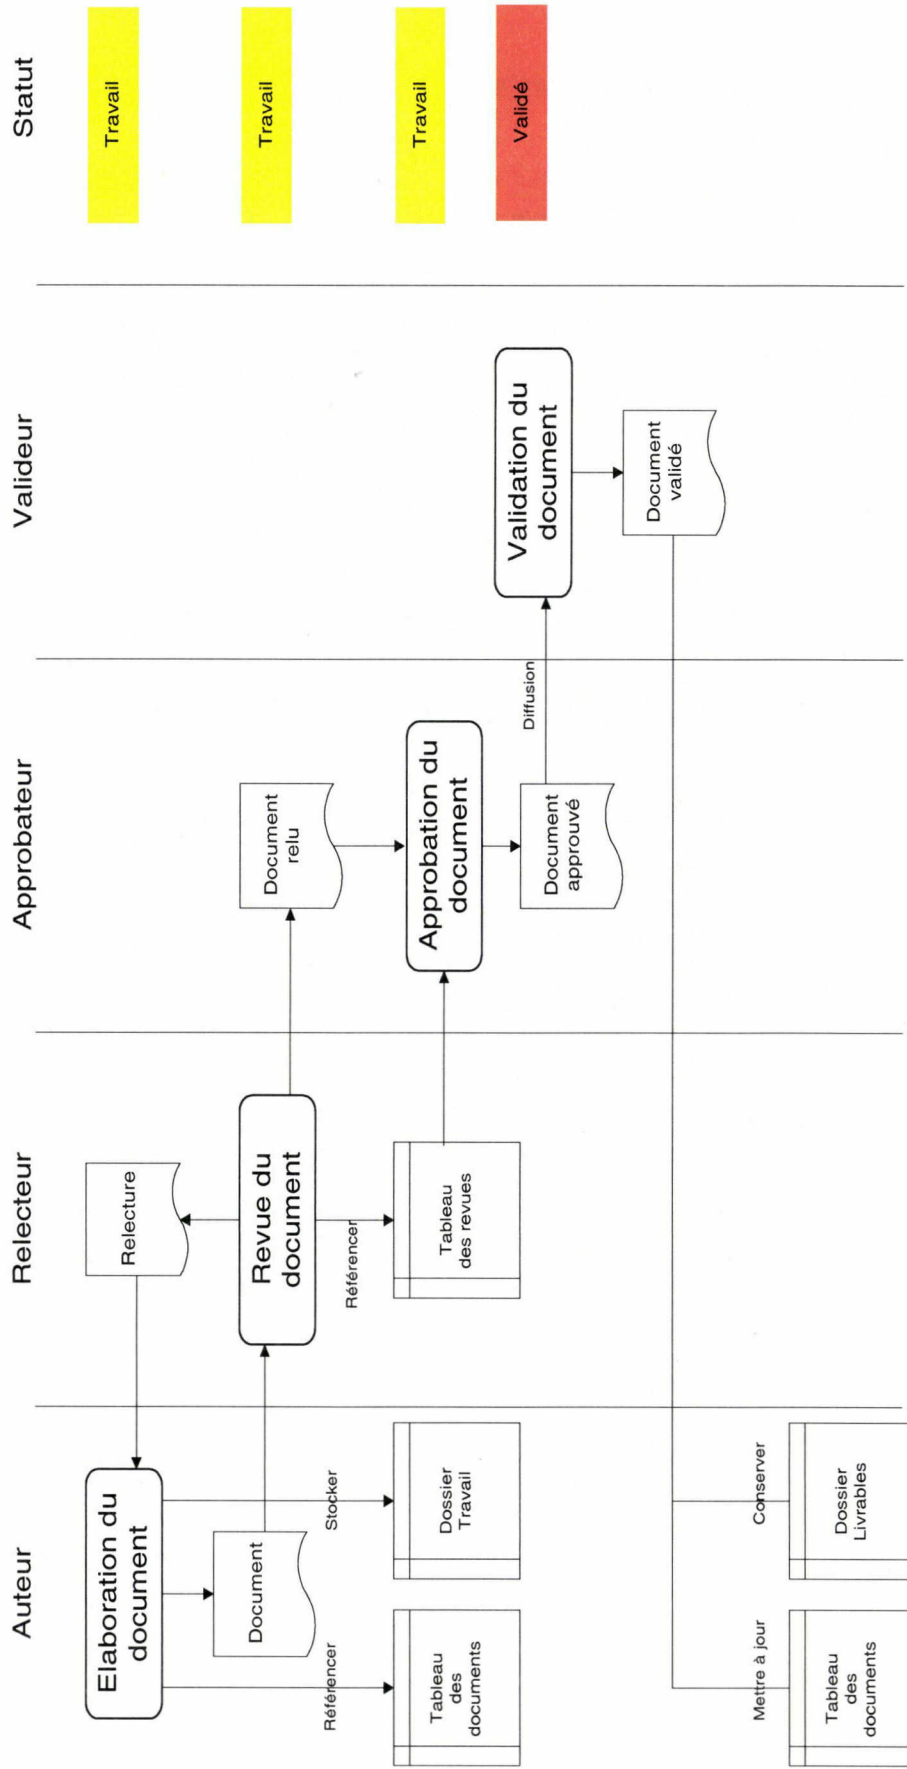 Auteur
Relecteur
Approbateur
Valideur
Statut
Elaboration du
document
Relecture
Travail
Document
Revue du
document
Document
relu
Travail
Référencer
Stocker
Référencer
Tableau
des
documents
Dossier
Travail
Tableau
des revues
Approbation du
document
Travail
Document
approuvé
Diffusion
Validation du
document
Validé
Document
validé
Mettre à jour
Conserver
Tableau
des
documents
Dossier
Livrables